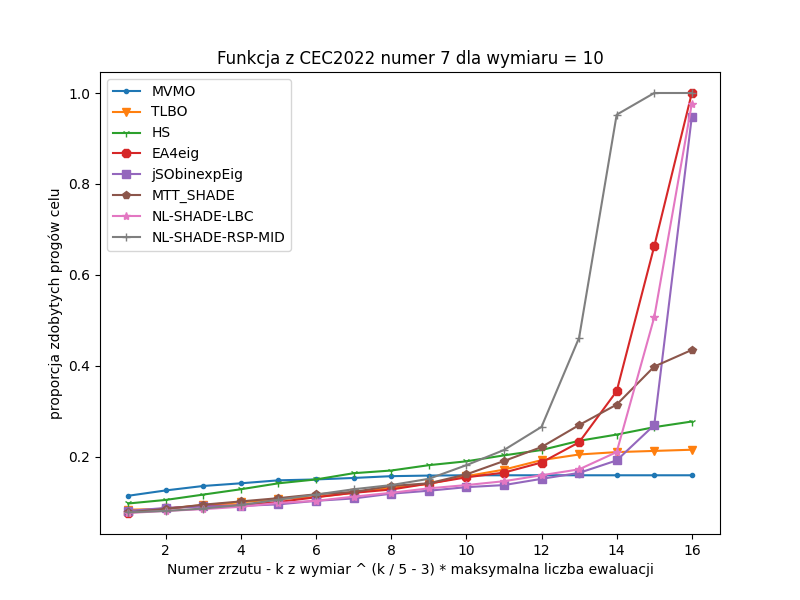 Funkcja z CEC2022 numer 7 dla wymiaru = 10
MVMO
TLBO
HS
EA4eig
jSObinexpEig
MTT_SHADE
NL-SHADE-LBC
NL-SHADE-RSP-MID
proporcja zdobytych progów celu
1.0
0.8
0.6
0.4
0.2
2 4 6 8 10 12 14 16
Numer zrzutu - k z wymiar ^ (k / 5 - 3) * maksymalna liczba ewaluacji